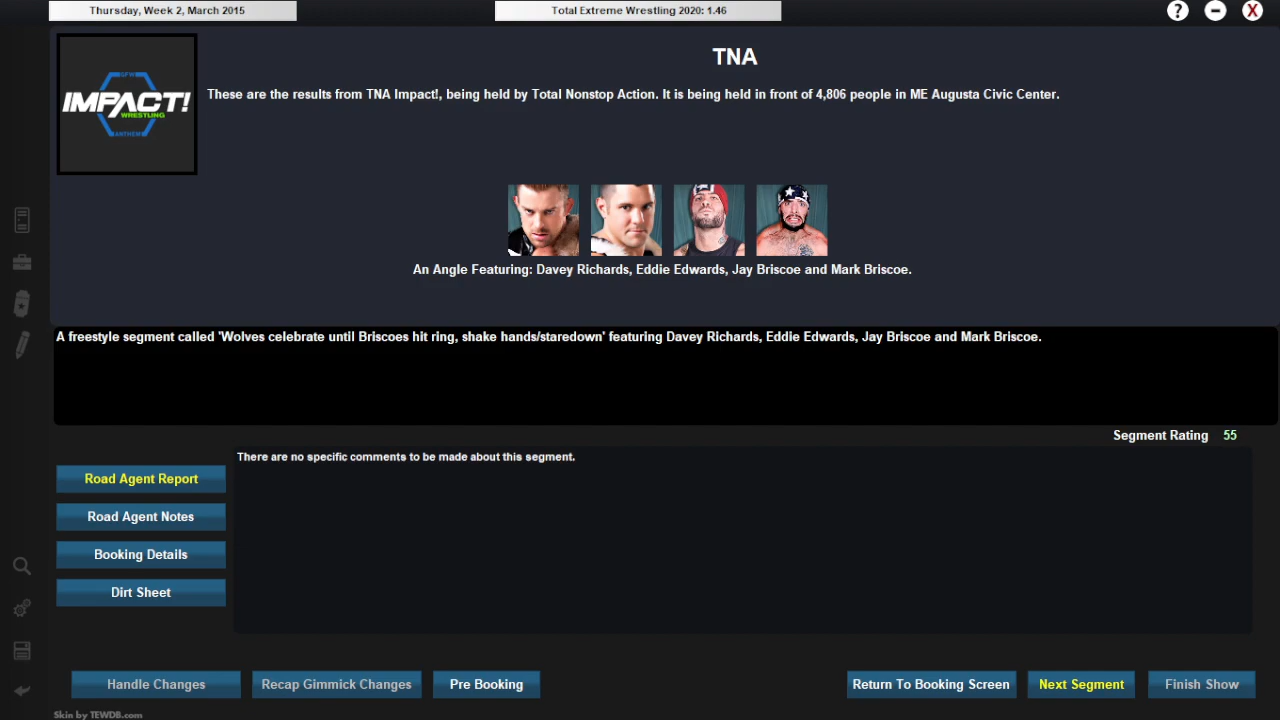 Thursday, Week 2, March 2015
Total Extreme Wrestling 2020: 1.46
?
X
GFW
IMPACT!
WRESTLING
ANTHEM
TNA
These are the results from TNA Impact!, being held by Total Nonstop Action. It is being held in front of 4,806 people in ME Augusta Civic Center.
An Angle Featuring: Davey Richards, Eddie Edwards, Jay Briscoe and Mark Briscoe.
A freestyle segment called 'Wolves celebrate until Briscoes hit ring, shake hands/staredown' featuring Davey Richards, Eddie Edwards, Jay Briscoe and Mark Briscoe.
Segment Rating 55
There are no specific comments to be made about this segment.
Road Agent Report
Road Agent Notes
Booking Details
Dirt Sheet
Handle Changes
Recap Gimmick Changes
Pre Booking
Return To Booking Screen
Next Segment
Finish Show
Skin by TEWDB.com